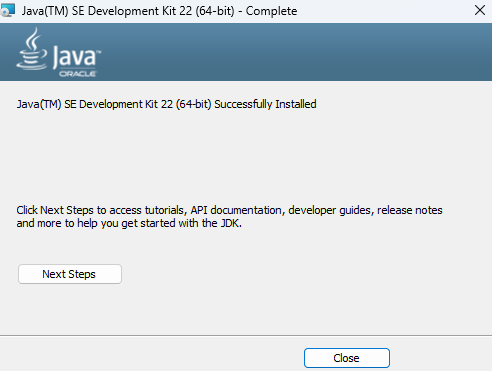 Java(TM) SE Development Kit 22 (64-bit) - Complete
Java™
ORACLE
Java(TM) SE Development Kit 22 (64-bit) Successfully Installed
Click Next Steps to access tutorials, API documentation, developer guides, release notes
and more to help you get started with the JDK.
Next Steps
Close